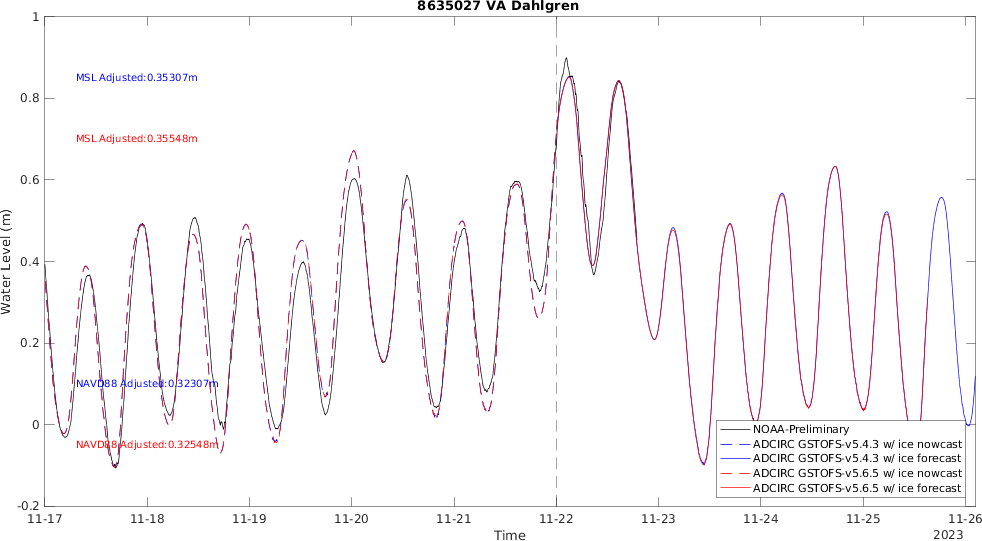 8635027 VA Dahlgren
1
0.8
0.6
0.4
0.2
0
-0.2
Water Level (m)
MSL Adjusted:0.35307m
MSL Adjusted:0.35548m
NAVD88 Adjusted:0.32307m
NAVD88 Adjusted:0.32548m
NOAA-Preliminary
ADCIRC GSTOFS-v5.4.3 w/ ice nowcast
ADCIRC GSTOFS-v5.4.3 w/ ice forecast
ADCIRC GSTOFS-v5.6.5 w/ ice nowcast
ADCIRC GSTOFS-v5.6.5 w/ ice forecast
11-17 11-18 11-19 11-20 11-21 11-22 11-23 11-24 11-25 11-26
Time
2023